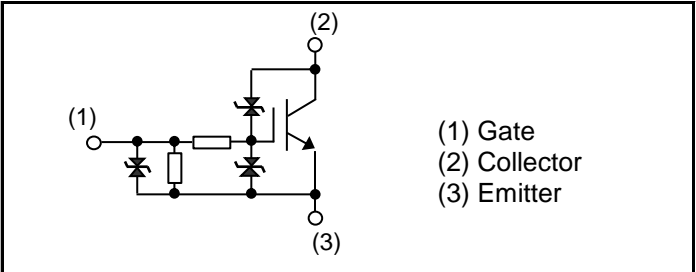 (2)
(1)
(1) Gate
(2) Collector
(3) Emitter
(3)